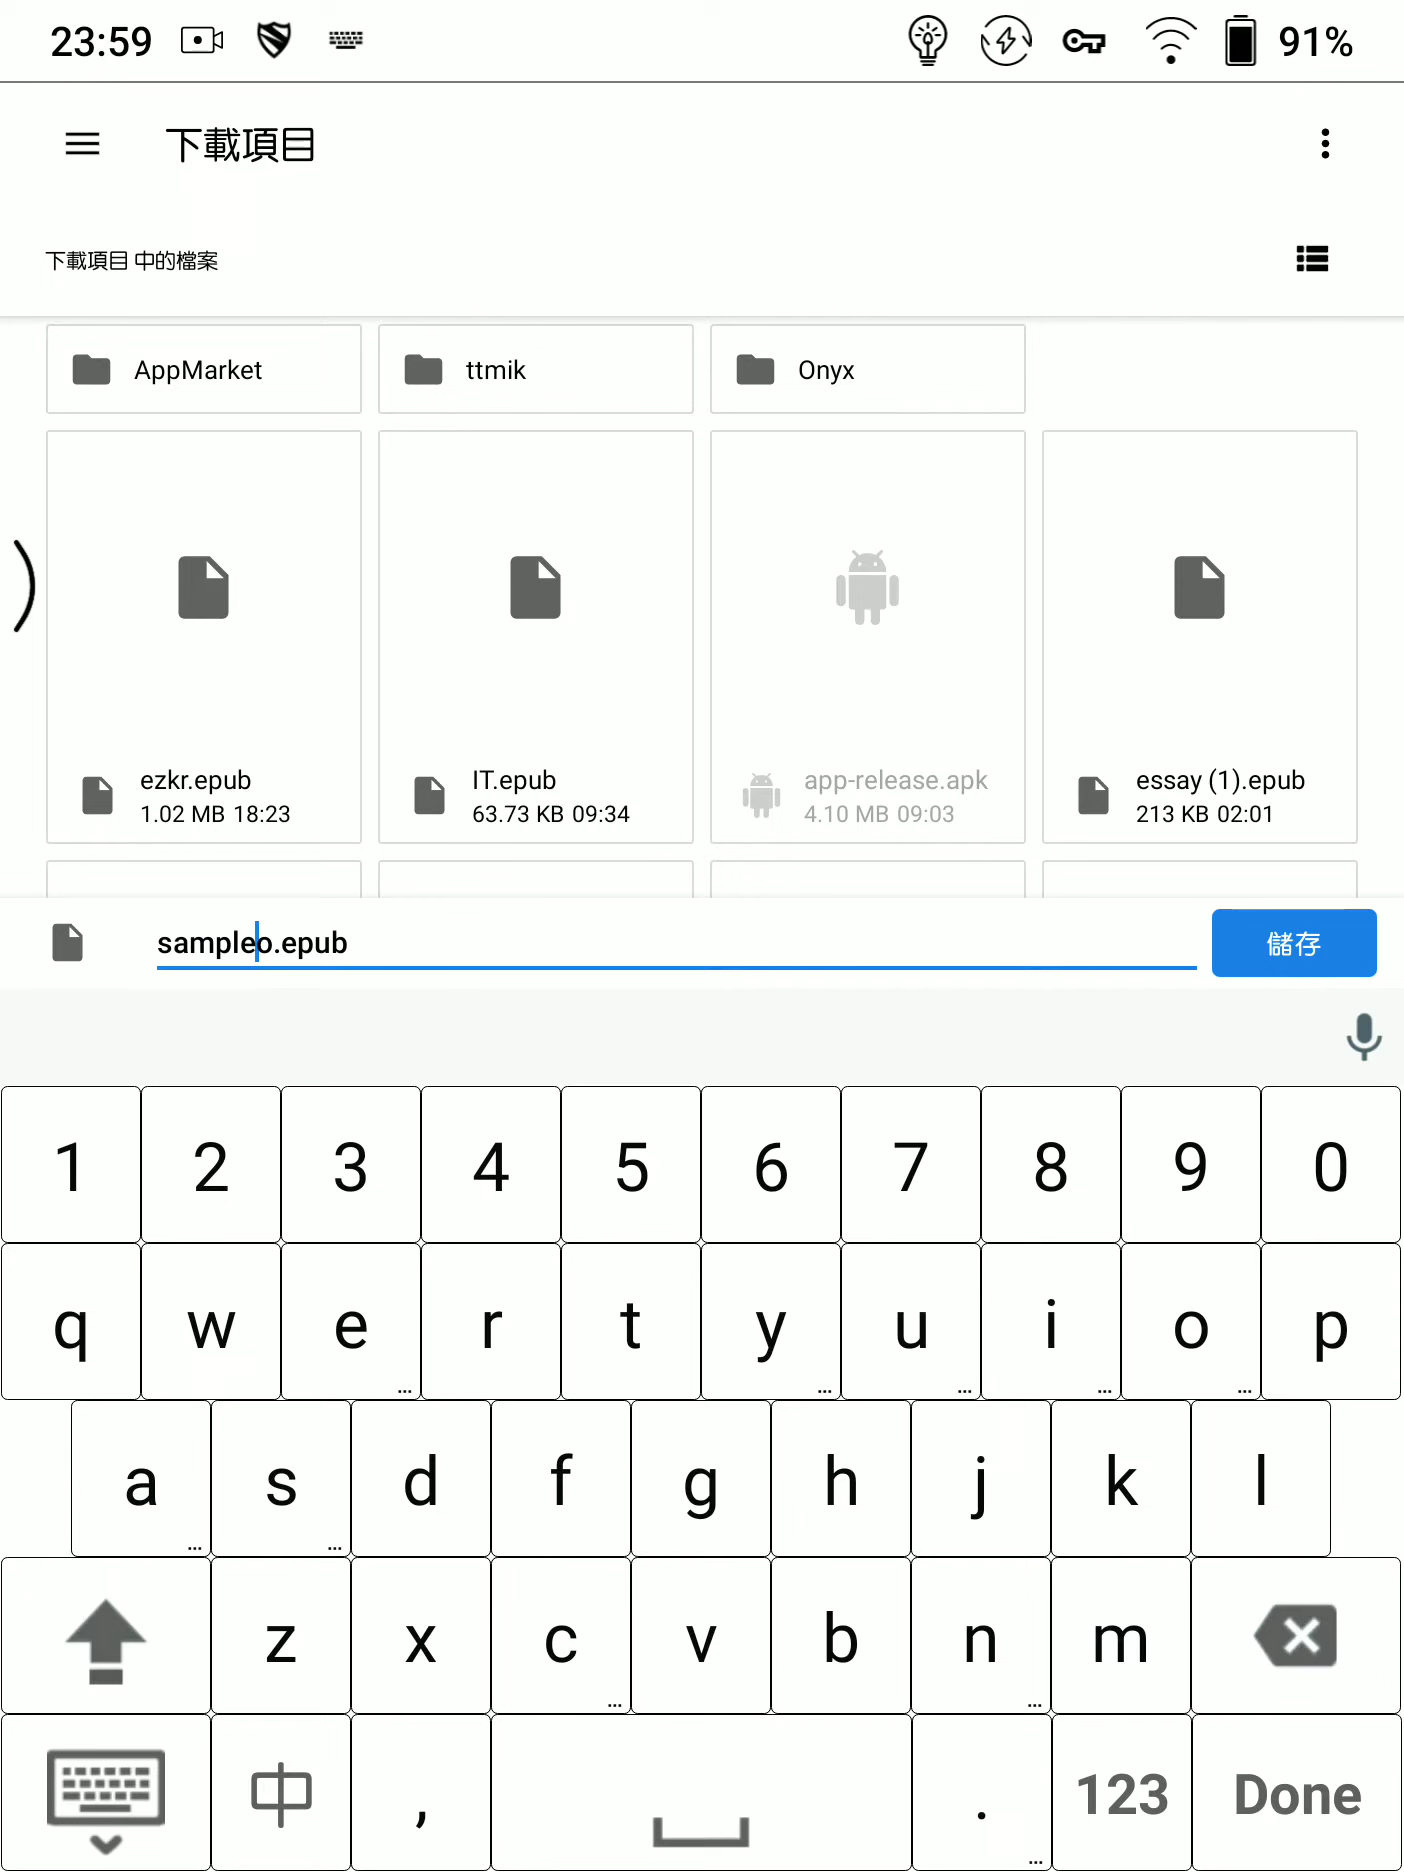 23:59 91%
下載項目
下載項目 中的檔案
AppMarket ttmik Onyx
ezkr.epub IT.epub app-release.apk essay (1).epub
1.02 MB 18:23 63.73 KB 09:34 4.10 MB 09:03 213 KB 02:01
sampleo.epub 儲存
1 2 3 4 5 6 7 8 9 0
q w e r t y u i o p
a s d f g h j k l
z x c v b n m
中 , . 123 Done